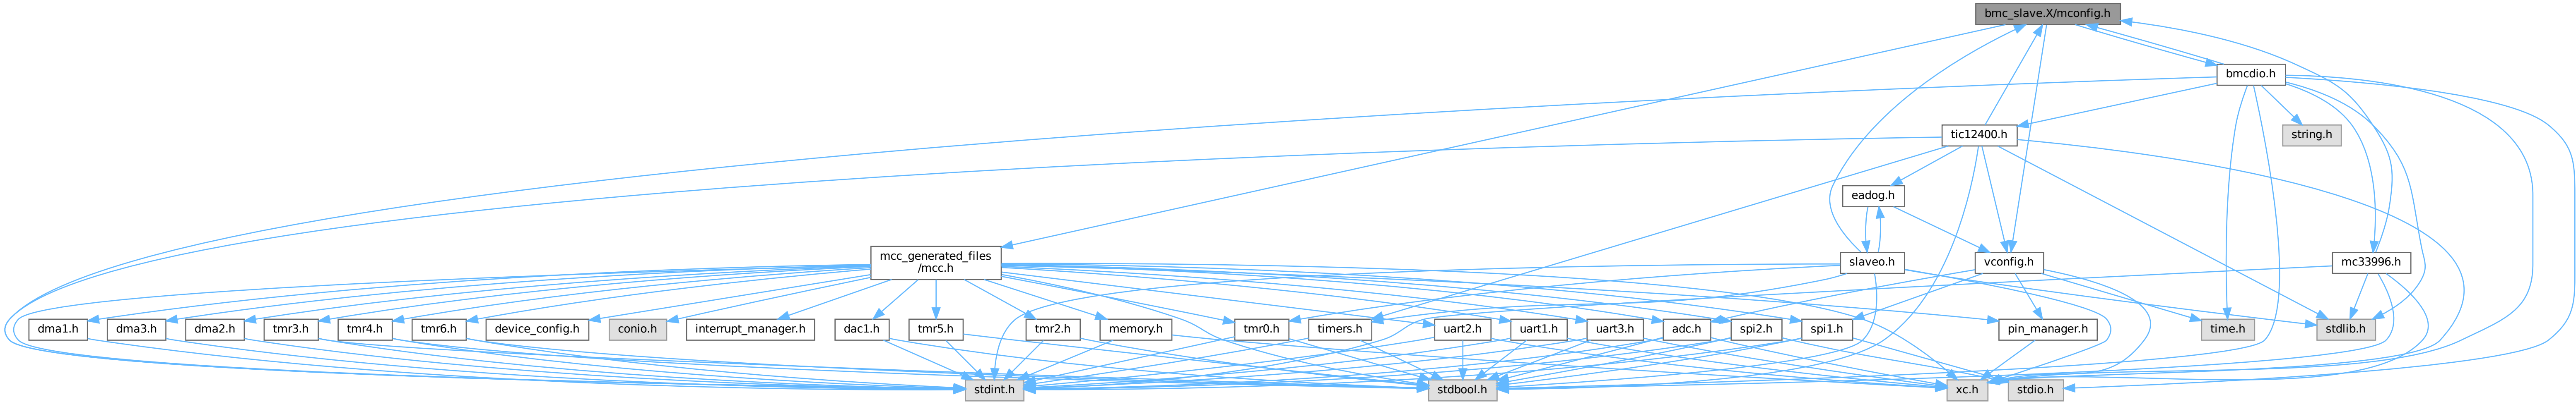 bmc_slave.X/mconfig.h
bmcdio.h
tic12400.h
string.h
eadog.h
mcc_generated_files
/mcc.h
slaveo.h
vconfig.h
mc33996.h
dma1.h
dma3.h
dma2.h
tmr3.h
tmr4.h
tmr6.h
device_config.h
conio.h
interrupt_manager.h
dac1.h
tmr5.h
tmr2.h
memory.h
tmr0.h
timers.h
uart2.h
uart1.h
uart3.h
adc.h
spi2.h
spi1.h
pin_manager.h
time.h
stdlib.h
stdint.h
stdbool.h
xc.h
stdio.h